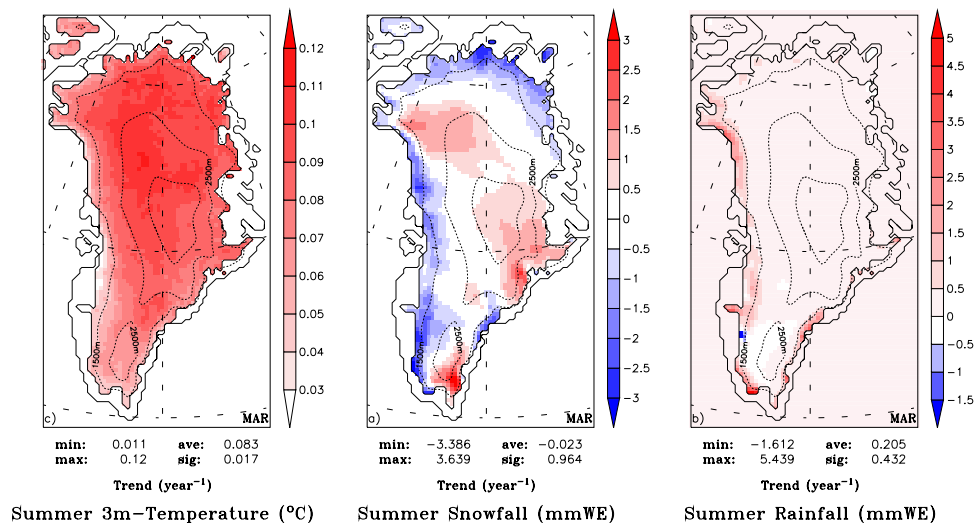 0.12
0.11
0.1
0.09
0.08
0.07
0.06
0.05
0.04
0.03
2500m
2500m
1500m
c)
MAR
min: 0.011 ave: 0.083
max: 0.12 sig: 0.017
Trend (year⁻¹)
Summer 3m−Temperature (ºC)
3
2.5
2
1.5
1
0.5
0
−0.5
−1
−1.5
−2
−2.5
−3
2500m
2500m
1500m
a)
MAR
min: −3.386 ave: −0.023
max: 3.639 sig: 0.964
Trend (year⁻¹)
Summer Snowfall (mmWE)
5
4.5
4
3.5
3
2.5
2
1.5
1
0.5
0
−0.5
−1
−1.5
2500m
2500m
1500m
b)
MAR
min: −1.612 ave: 0.205
max: 5.439 sig: 0.432
Trend (year⁻¹)
Summer Rainfall (mmWE)